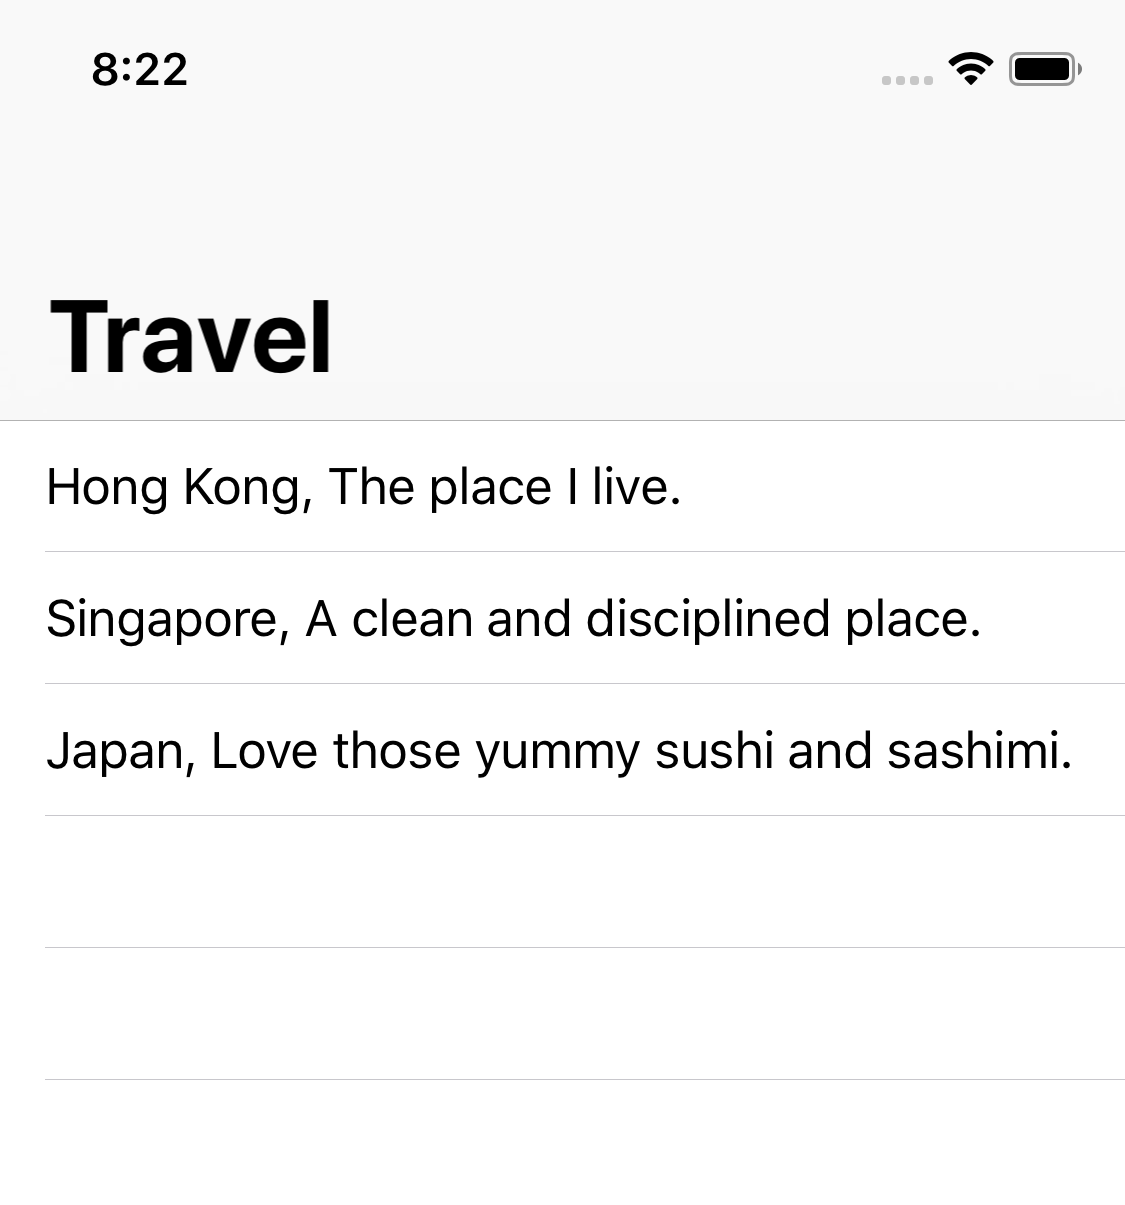 8:22
Travel
Hong Kong, The place I live.
Singapore, A clean and disciplined place.
Japan, Love those yummy sushi and sashimi.